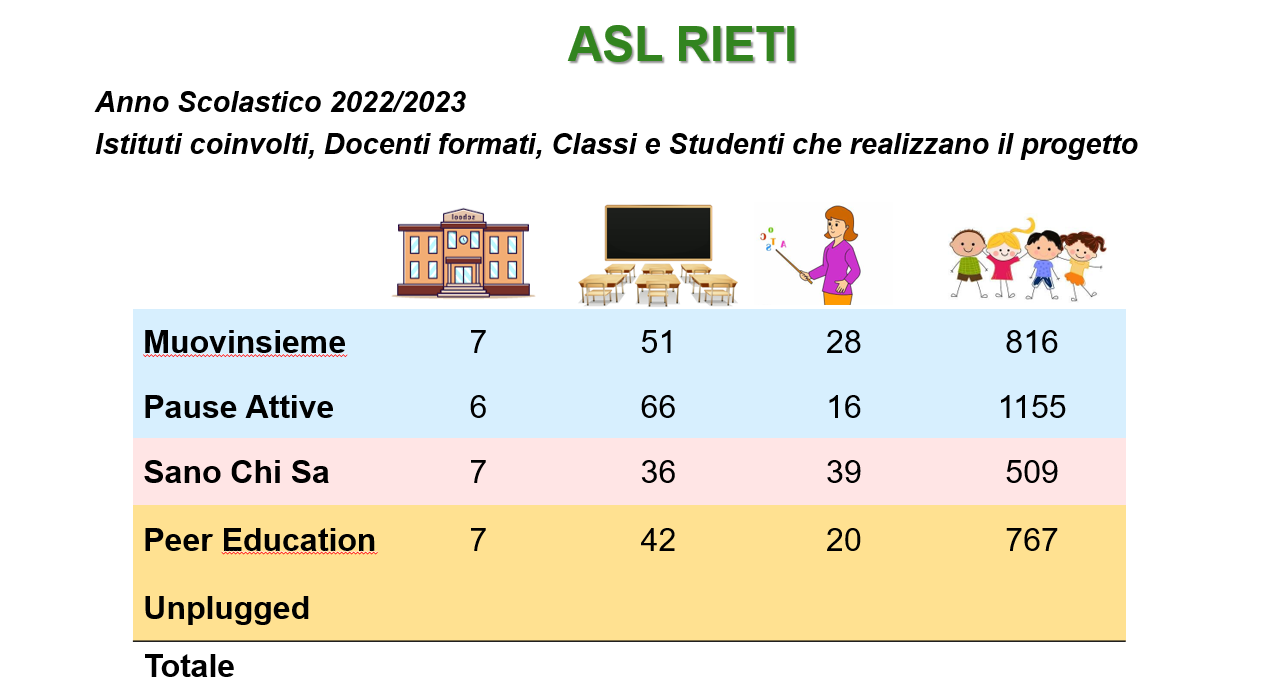 ASL RIETI
Anno Scolastico 2022/2023
Istituti coinvolti, Docenti formati, Classi e Studenti che realizzano il progetto
school
C O T S A
Muovinsieme 7 51 28 816
Pause Attive 6 66 16 1155
Sano Chi Sa 7 36 39 509
Peer Education 7 42 20 767
Unplugged
Totale